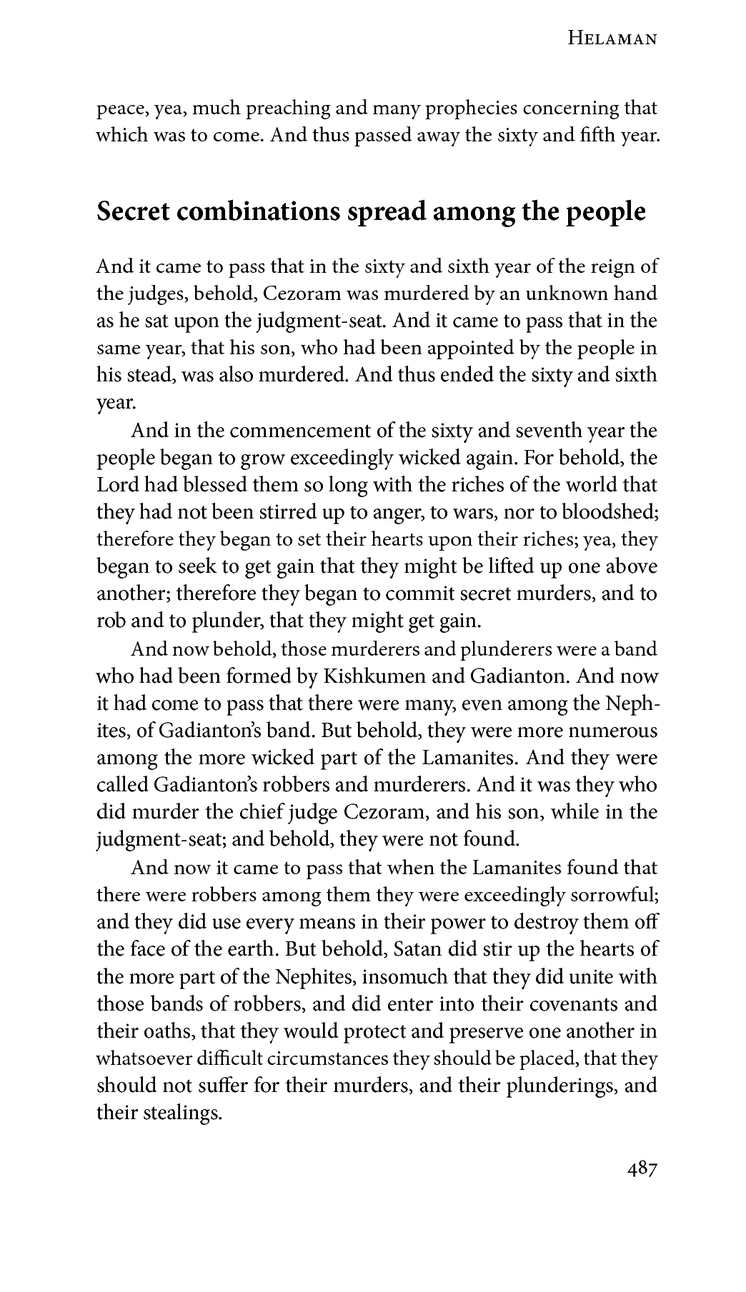 Helaman
peace, yea, much preaching and many prophecies concerning that
which was to come. And thus passed away the sixty and fifth year.
Secret combinations spread among the people
And it came to pass that in the sixty and sixth year of the reign of
the judges, behold, Cezoram was murdered by an unknown hand
as he sat upon the judgment-seat. And it came to pass that in the
same year, that his son, who had been appointed by the people in
his stead, was also murdered. And thus ended the sixty and sixth
year.
And in the commencement of the sixty and seventh year the
people began to grow exceedingly wicked again. For behold, the
Lord had blessed them so long with the riches of the world that
they had not been stirred up to anger, to wars, nor to bloodshed;
therefore they began to set their hearts upon their riches; yea, they
began to seek to get gain that they might be lifted up one above
another; therefore they began to commit secret murders, and to
rob and to plunder, that they might get gain.
And now behold, those murderers and plunderers were a band
who had been formed by Kishkumen and Gadianton. And now
it had come to pass that there were many, even among the Neph-
ites, of Gadianton’s band. But behold, they were more numerous
among the more wicked part of the Lamanites. And they were
called Gadianton’s robbers and murderers. And it was they who
did murder the chief judge Cezoram, and his son, while in the
judgment-seat; and behold, they were not found.
And now it came to pass that when the Lamanites found that
there were robbers among them they were exceedingly sorrowful;
and they did use every means in their power to destroy them off
the face of the earth. But behold, Satan did stir up the hearts of
the more part of the Nephites, insomuch that they did unite with
those bands of robbers, and did enter into their covenants and
their oaths, that they would protect and preserve one another in
whatsoever difficult circumstances they should be placed, that they
should not suffer for their murders, and their plunderings, and
their stealings.
487